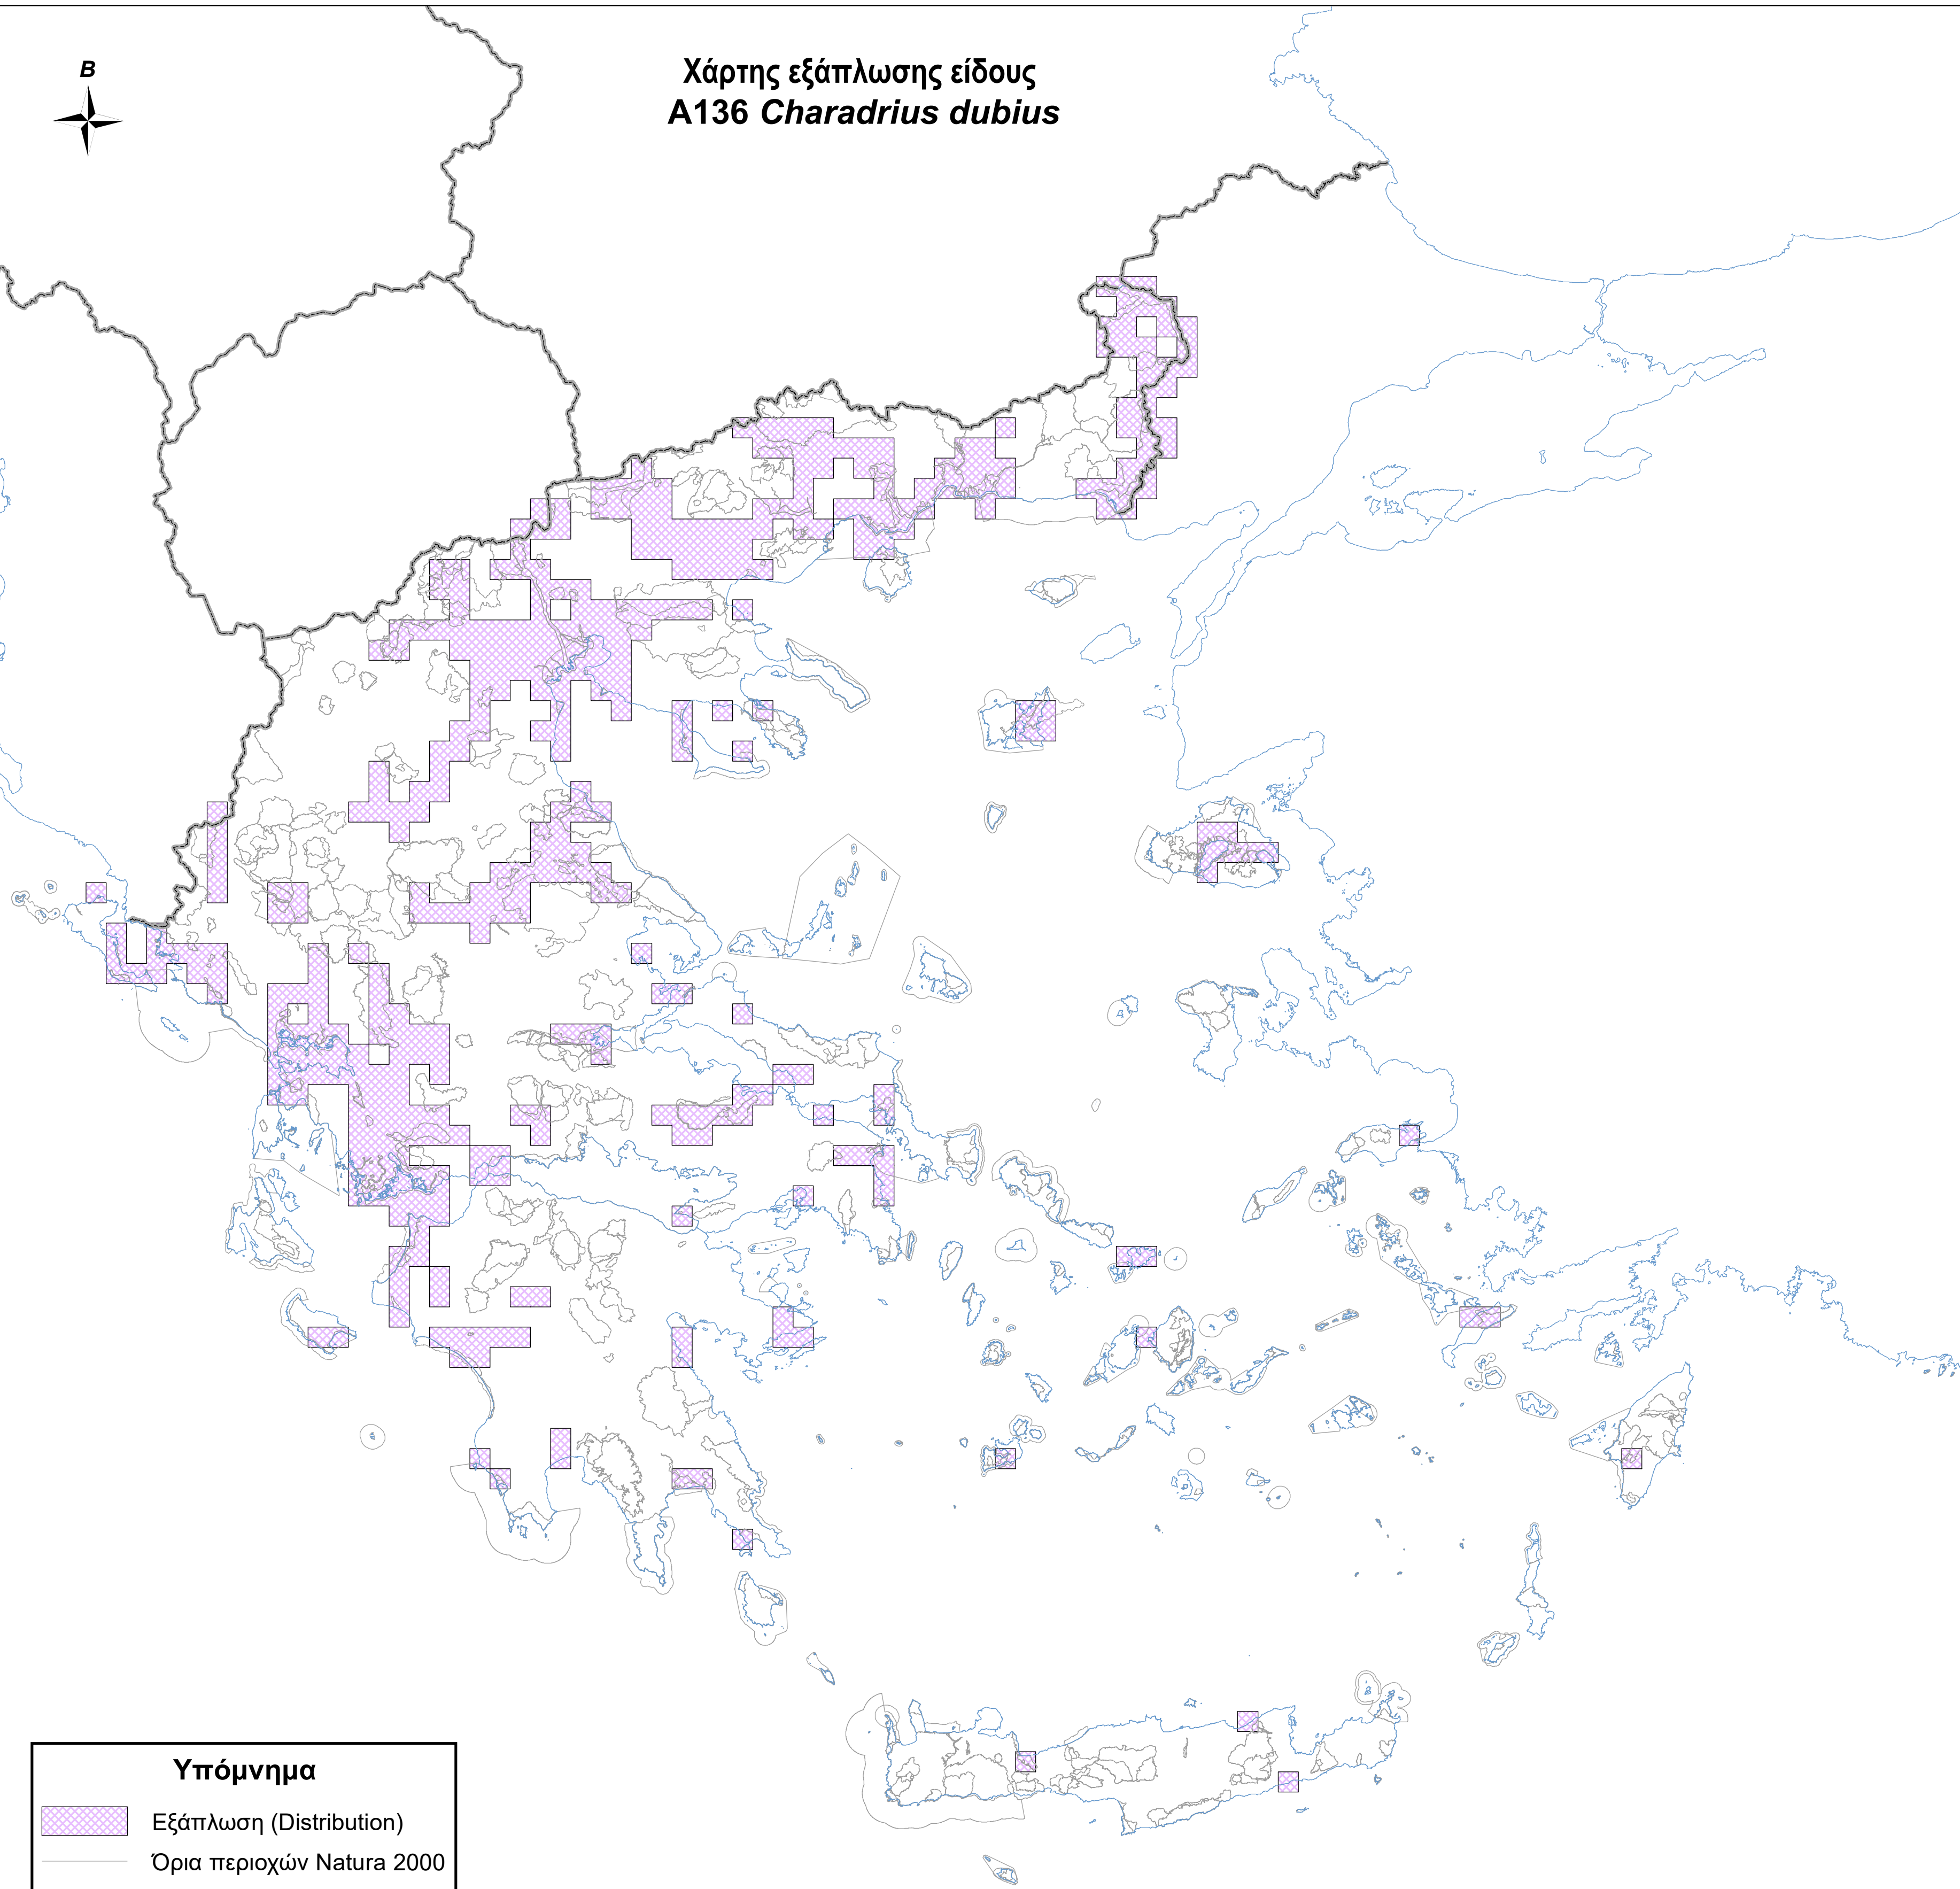 B
Χάρτης εξάπλωσης είδους
A136 Charadrius dubius
Υπόμνημα
Εξάπλωση (Distribution)
Όρια περιοχών Natura 2000